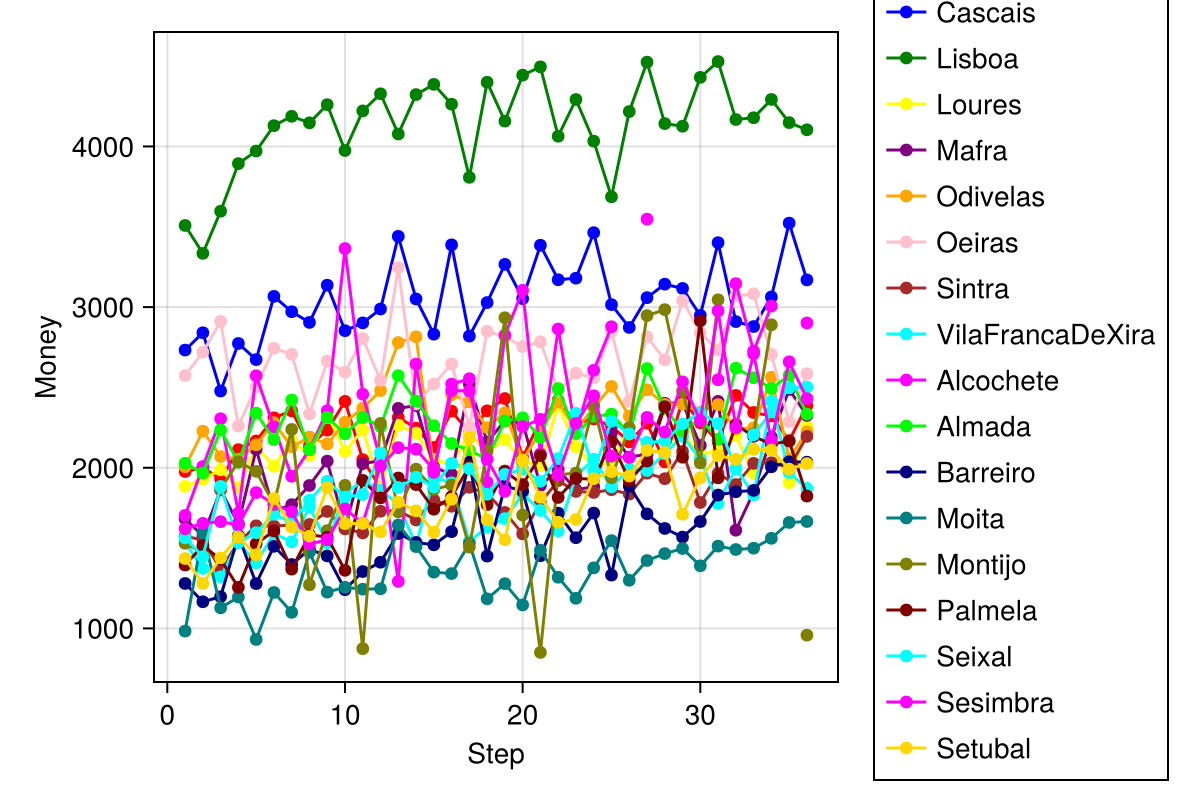 Money
4000
3000
2000
1000
0
10
20
30
Step
Cascais
Lisboa
Loures
Mafra
Odivelas
Oeiras
Sintra
VilaFrancaDeXira
Alcochete
Almada
Barreiro
Moita
Montijo
Palmela
Seixal
Sesimbra
Setubal